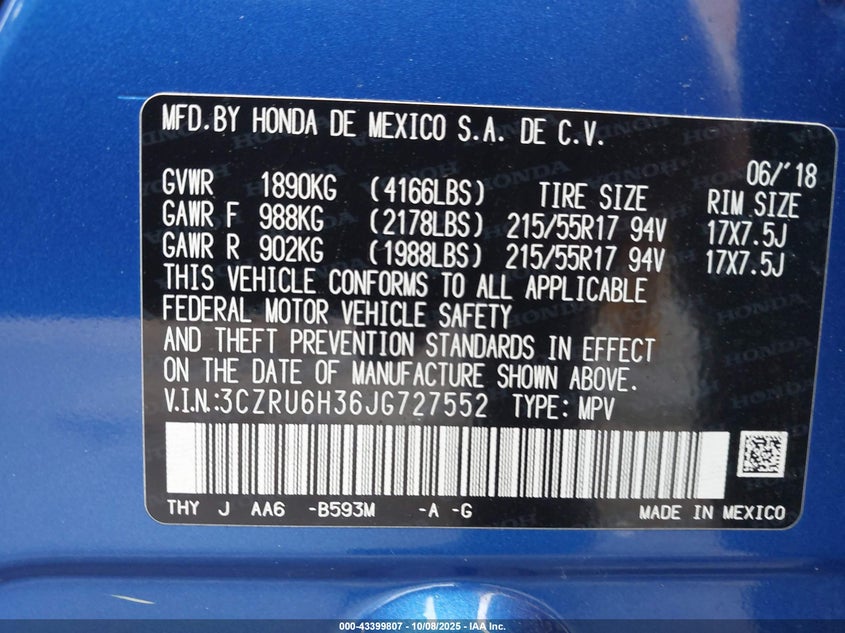 MFD.BY HONDA DE MEXICO S.A. DE C.V.
06/'18
GVWR 1890KG (4166LBS) TIRE SIZE RIM SIZE
GAWR F 988KG (2178LBS) 215/55R17 94V 17X7.5J
GAWR R 902KG (1988LBS) 215/55R17 94V 17X7.5J
THIS VEHICLE CONFORMS TO ALL APPLICABLE
FEDERAL MOTOR VEHICLE SAFETY
AND THEFT PREVENTION STANDARDS IN EFFECT
ON THE DATE OF MANUFACTURE SHOWN ABOVE.
V.I.N.:3CZRU6H36JG727552 TYPE: MPV
THY J AA6 -B593M -A -G MADE IN MEXICO
000-43399807 - 10/08/2025 - IAA Inc.